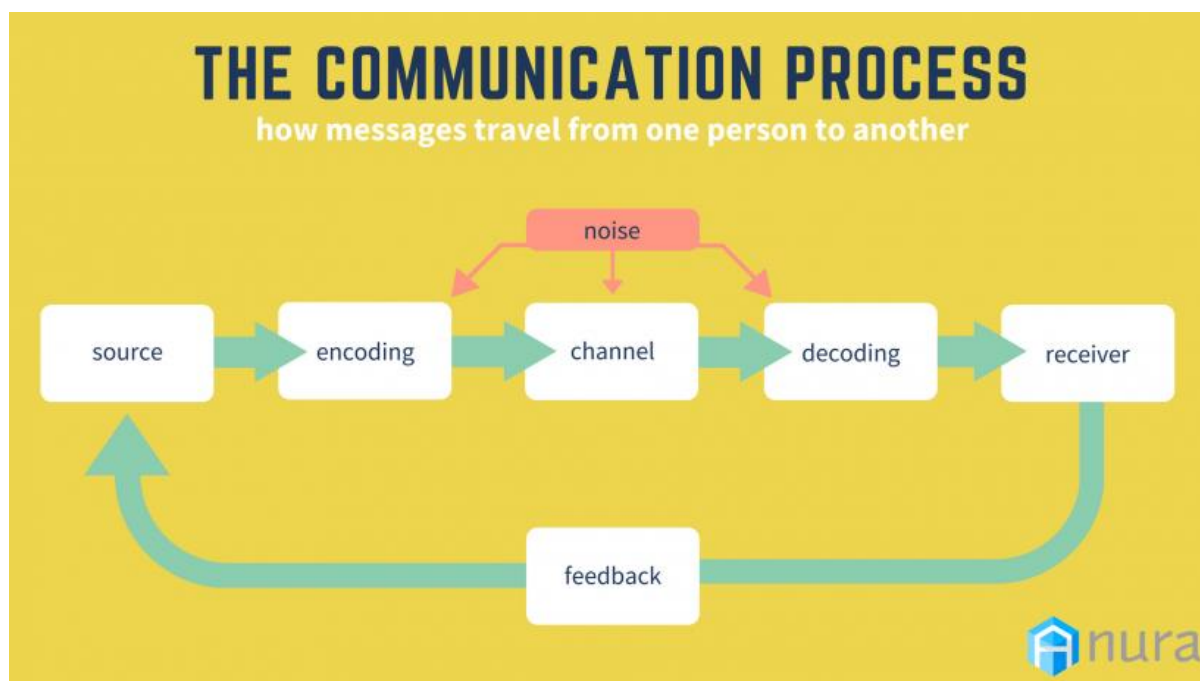 THE COMMUNICATION PROCESS
how messages travel from one person to another
noise
source
encoding
channel
decoding
receiver
feedback
Anura